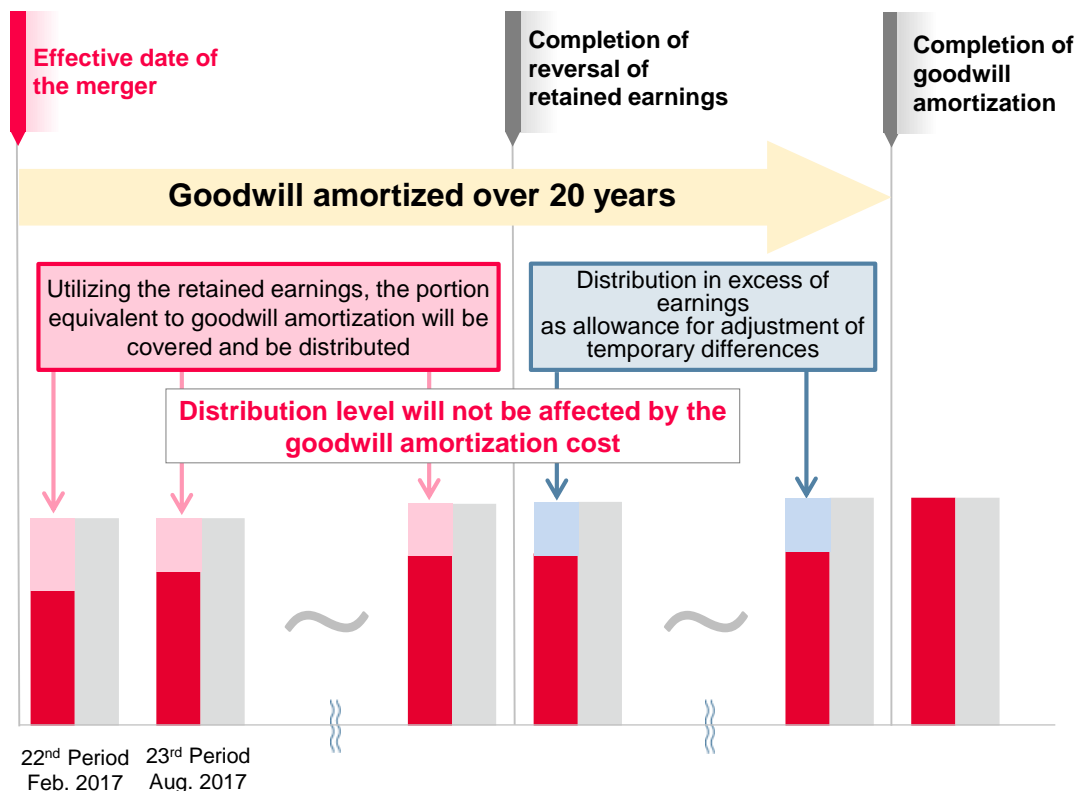 Effective date of
the merger
Completion of
reversal of
retained earnings
Completion of
goodwill
amortization
Goodwill amortized over 20 years
Utilizing the retained earnings, the portion
equivalent to goodwill amortization will be
covered and be distributed
Distribution in excess of
earnings
as allowance for adjustment of
temporary differences
Distribution level will not be affected by the
goodwill amortization cost
22nd Period
Feb. 2017
23rd Period
Aug. 2017